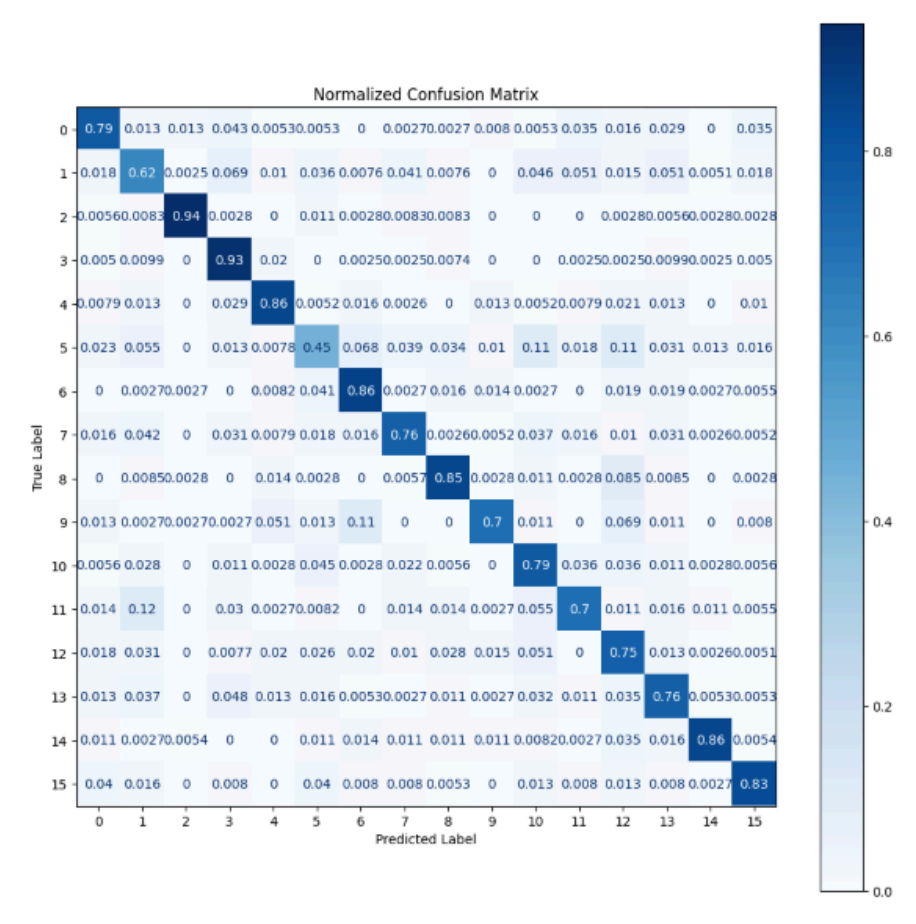 Normalized Confusion Matrix
0 0.79 0.013 0.013 0.043 0.0053 0.0053 0 0.0027 0.0027 0.008 0.0053 0.035 0.016 0.029 0 0.035
1 0.018 0.62 0.0025 0.069 0.01 0.036 0.0076 0.041 0.0076 0 0.046 0.051 0.015 0.051 0.0051 0.018
2 0.0056 0.0083 0.94 0.0028 0 0.011 0.0028 0.0083 0.0083 0 0 0 0.0028 0.0056 0.0028 0.0028
3 0.005 0.0099 0 0.93 0.02 0 0.0025 0.0025 0.0074 0 0 0.0025 0.0025 0.0099 0.0025 0.005
4 0.0079 0.013 0 0.029 0.86 0.0052 0.016 0.0026 0 0.013 0.0052 0.0079 0.021 0.013 0 0.01
5 0.023 0.055 0 0.013 0.0078 0.45 0.068 0.039 0.034 0.01 0.11 0.018 0.11 0.031 0.013 0.016
6 0 0.0027 0.0027 0 0.0082 0.041 0.86 0.0027 0.016 0.014 0.0027 0 0.019 0.019 0.0027 0.0055
7 0.016 0.042 0 0.031 0.0079 0.018 0.016 0.76 0.0026 0.0052 0.037 0.016 0.01 0.031 0.0026 0.0052
8 0 0.0085 0.0028 0 0.014 0.0028 0 0.0057 0.85 0.0028 0.011 0.0028 0.085 0.0085 0 0.0028
9 0.013 0.0027 0.0027 0.0027 0.051 0.013 0.11 0 0 0.7 0.011 0 0.069 0.011 0 0.008
10 0.0056 0.028 0 0.011 0.0028 0.045 0.0028 0.022 0.0056 0 0.79 0.036 0.036 0.011 0.0028 0.0056
11 0.014 0.12 0 0.03 0.0027 0.0082 0 0.014 0.014 0.0027 0.055 0.7 0.011 0.016 0.011 0.0055
12 0.018 0.031 0 0.0077 0.02 0.026 0.02 0.01 0.028 0.015 0.051 0 0.75 0.013 0.0026 0.0051
13 0.013 0.037 0 0.048 0.013 0.016 0.0053 0.0027 0.011 0.0027 0.032 0.011 0.035 0.76 0.0053 0.0053
14 0.011 0.0027 0.0054 0 0 0.011 0.014 0.011 0.011 0.011 0.0082 0.0027 0.035 0.016 0.86 0.0054
15 0.04 0.016 0 0.008 0 0.04 0.008 0.008 0.0053 0 0.013 0.008 0.013 0.008 0.0027 0.83
0 1 2 3 4 5 6 7 8 9 10 11 12 13 14 15
Predicted Label
True Label
0.8
0.6
0.4
0.2
0.0